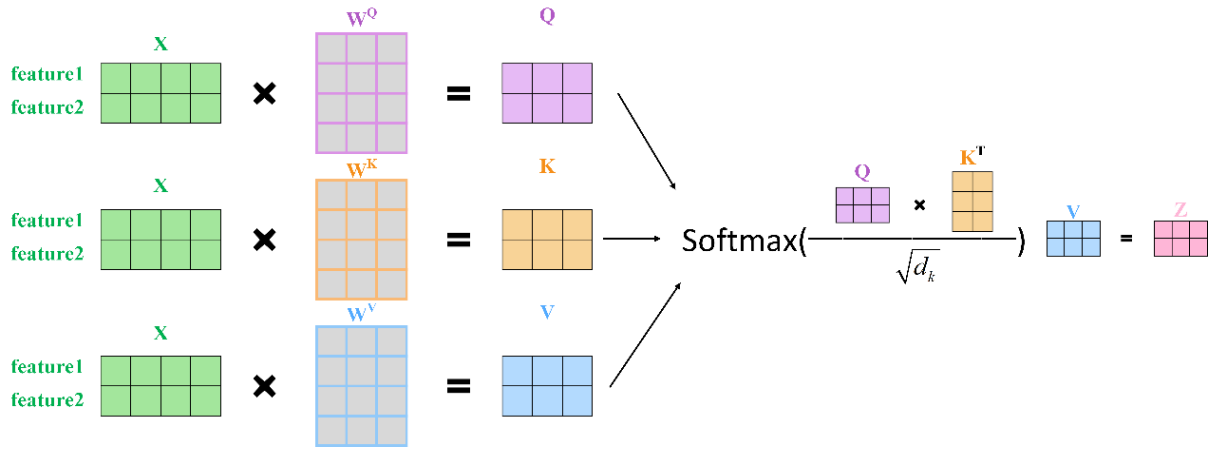 X
W^Q
Q
feature1
feature2
×
=
X
W^K
K
feature1
feature2
×
=
X
W^V
V
feature1
feature2
×
=
Q
K^T
×
Softmax(
√d_k
)
V
=
Z